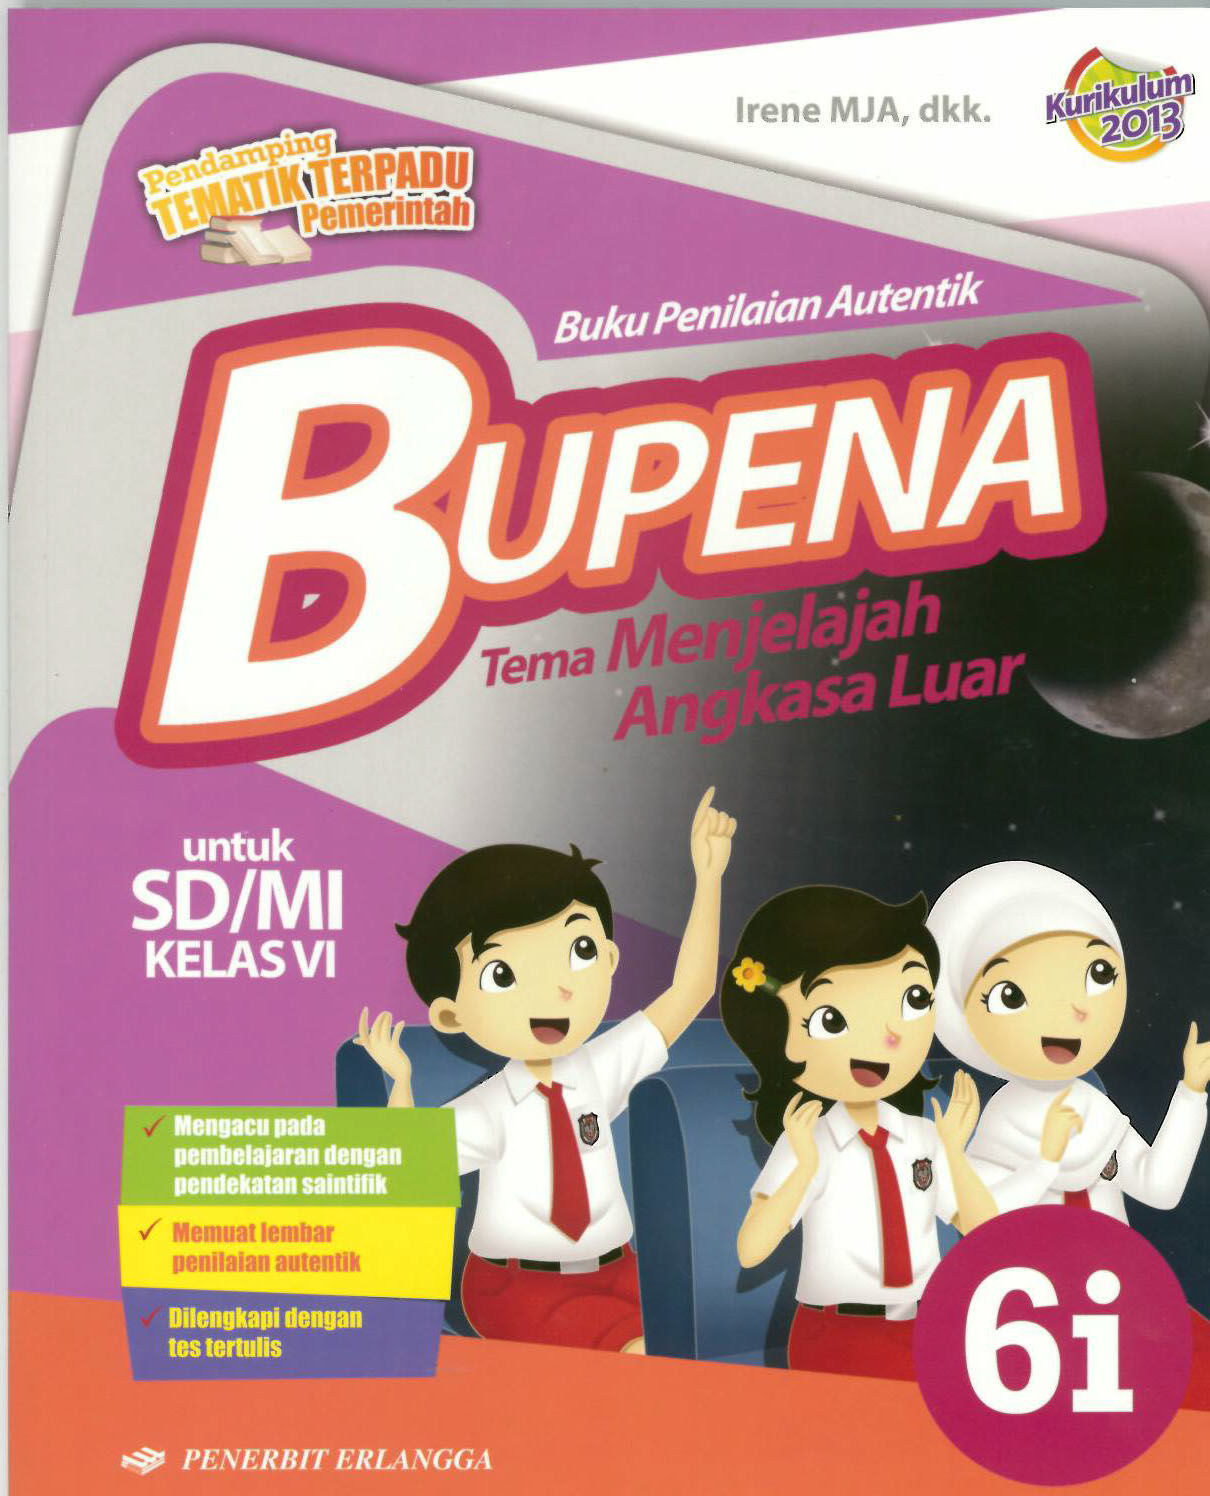 Irene MJA, dkk.
Kurikulum
2013
Pendamping
TEMATIK TERPADU
Pemerintah
Buku Penilaian Autentik
BUPENA
Tema Menjelajah
Angkasa Luar
untuk
SD/MI
KELAS VI
✓ Mengacu pada
pembelajaran dengan
pendekatan saintifik
✓ Memuat lembar
penilaian autentik
✓ Dilengkapi dengan
tes tertulis
6i
PENERBIT ERLANGGA